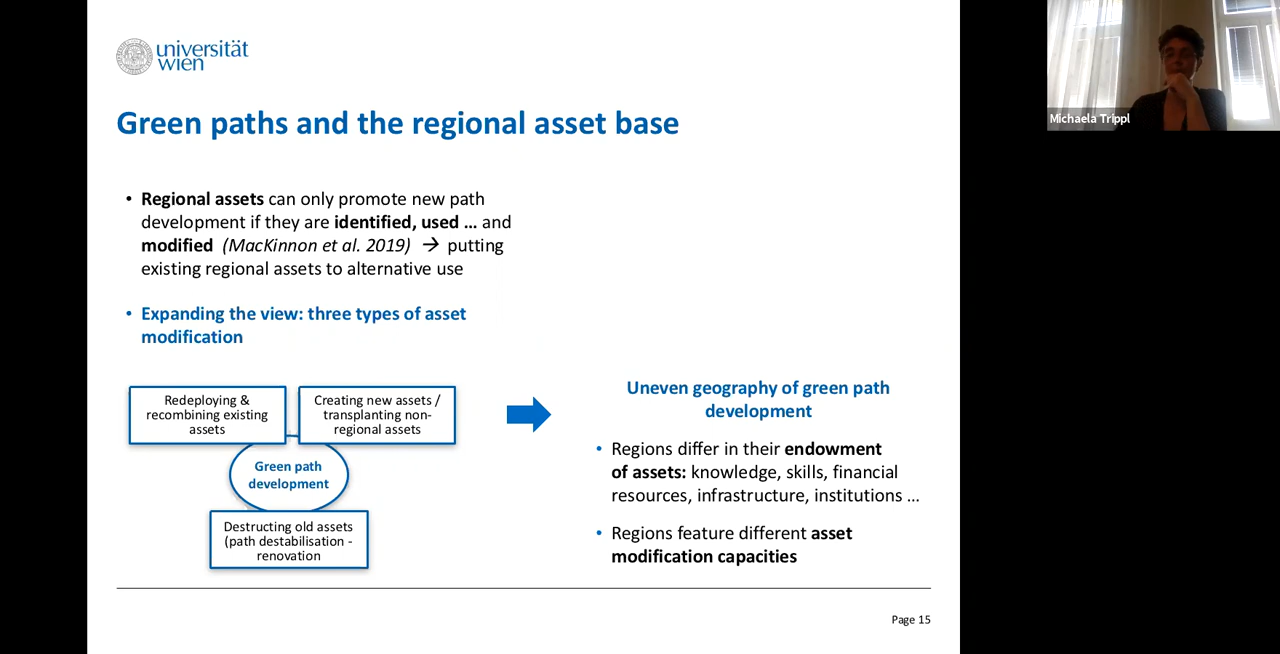 universität
wien
Green paths and the regional asset base
• Regional assets can only promote new path
development if they are identified, used ... and
modified (MacKinnon et al. 2019) → putting
existing regional assets to alternative use
• Expanding the view: three types of asset
modification
Redeploying &
recombining existing
assets
Creating new assets /
transplanting non-
regional assets
Green path
development
Destructing old assets
(path destabilisation -
renovation
Uneven geography of green path
development
• Regions differ in their endowment
of assets: knowledge, skills, financial
resources, infrastructure, institutions ...
• Regions feature different asset
modification capacities
Page 15
Michaela Trippl